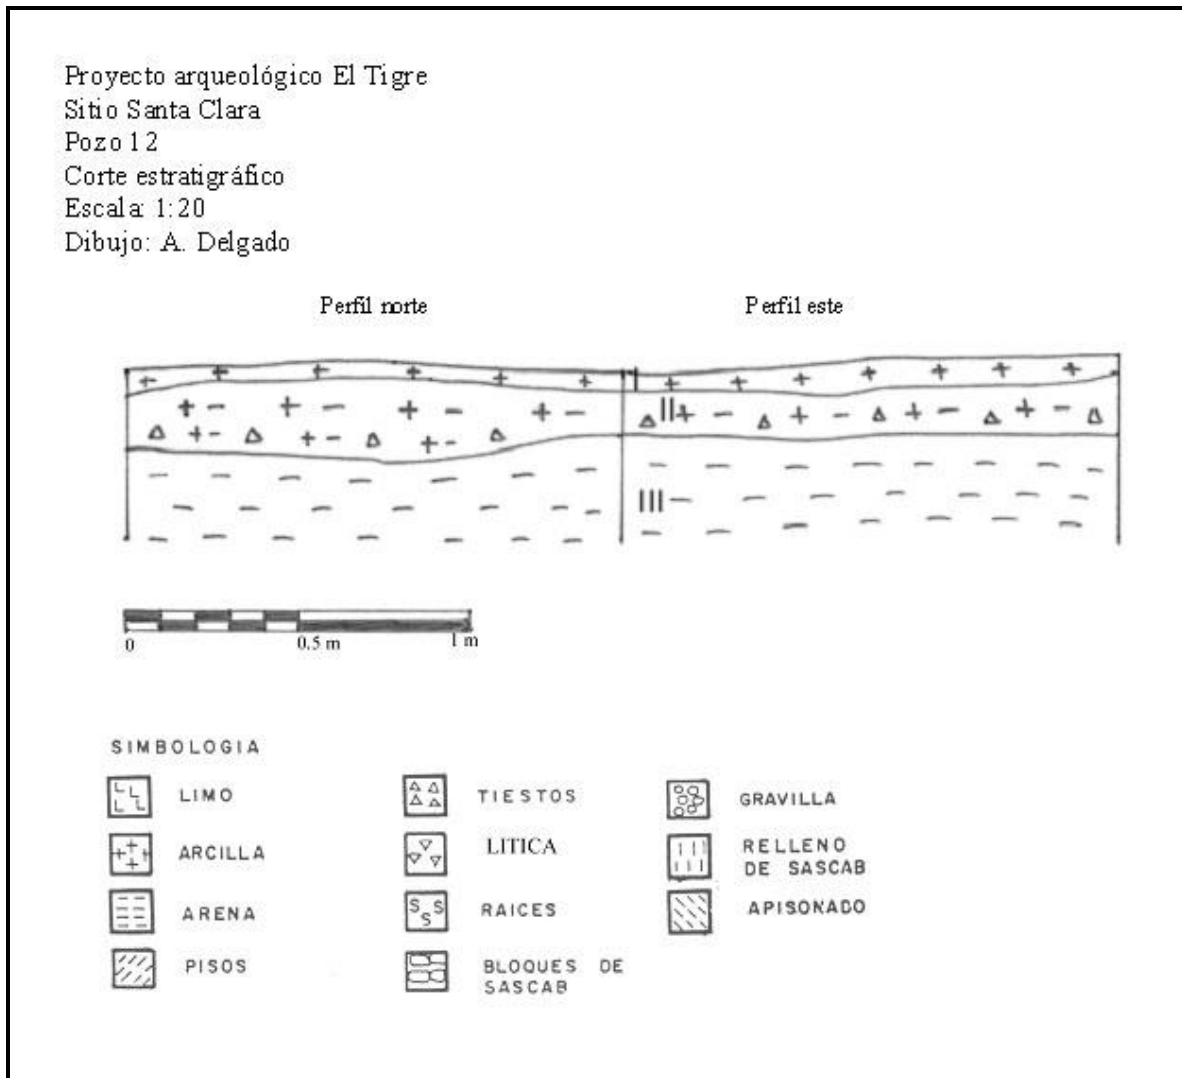 Proyecto arqueológico El Tigre
Sitio Santa Clara
Pozo 12
Corte estratigráfico
Escala: 1:20
Dibujo: A. Delgado
Perfil norte
Perfil este
I
II
III
0
0.5 m
1 m
SIMBOLOGIA
LIMO
ARCILLA
ARENA
PISOS
TIESTOS
LITICA
RAICES
BLOQUES DE
SASCAB
GRAVILLA
RELLENO
DE SASCAB
APISONADO